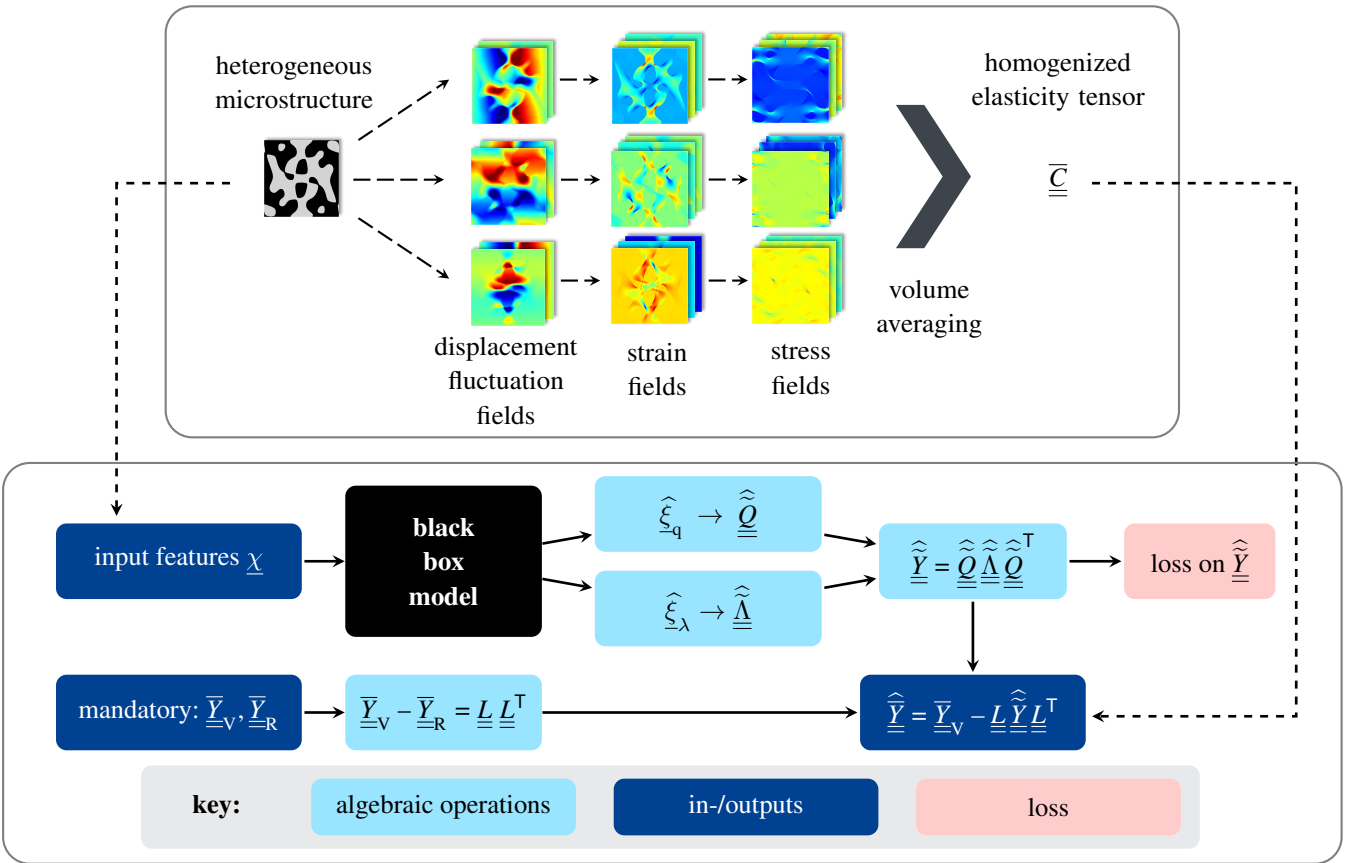 heterogeneous
microstructure
homogenized
elasticity tensor
C̳̅
volume
averaging
displacement
fluctuation
fields
strain
fields
stress
fields
input features χ̲
black
box
model
ξ̲̂_q → Q̳̃̂
ξ̲̂_λ → Λ̳̃̂
Ỹ̳̂ = Q̳̃̂ Λ̳̃̂ Q̳̃̂^T
loss on Ỹ̳̂
mandatory: Y̳̅_V, Y̳̅_R
Y̳̅_V − Y̳̅_R = L̳ L̳^T
Y̳̅̂ = Y̳̅_V − L̳ Ỹ̳̂ L̳^T
key:
algebraic operations
in-/outputs
loss